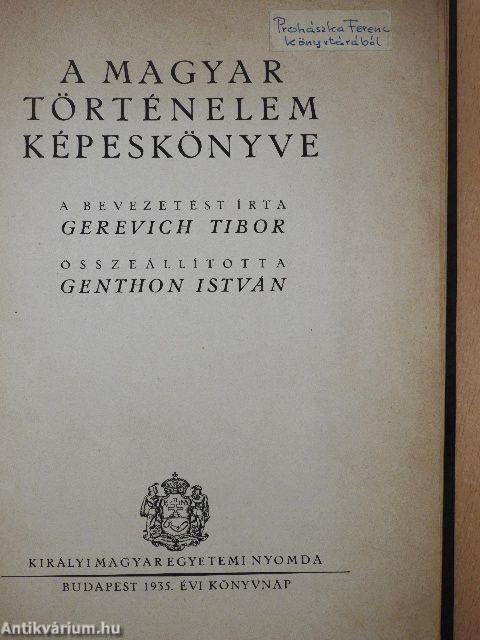 Prohászka Ferenc
könyvtárából
A MAGYAR
TÖRTÉNELEM
KÉPESKÖNYVE
A BEVEZETÉST ÍRTA
GEREVICH TIBOR
ÖSSZEÁLLÍTOTTA
GENTHON ISTVÁN
KIRÁLYI MAGYAR EGYETEMI NYOMDA
BUDAPEST 1935. ÉVI KÖNYVNAP
Antikvárium.hu